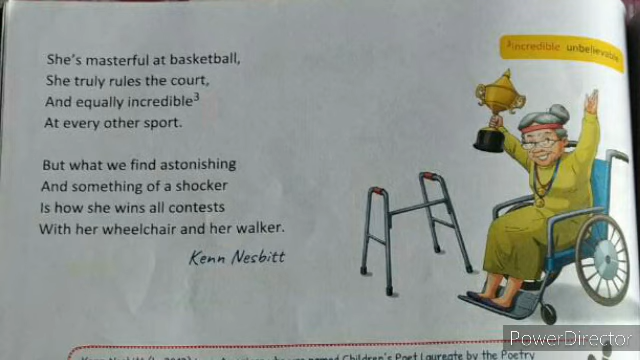 She's masterful at basketball,
She truly rules the court,
And equally incredible³
At every other sport.
But what we find astonishing
And something of a shocker
Is how she wins all contests
With her wheelchair and her walker.
Kenn Nesbitt
³incredible unbelievable
named Children's Poet Laureate by the Poetry
PowerDirector